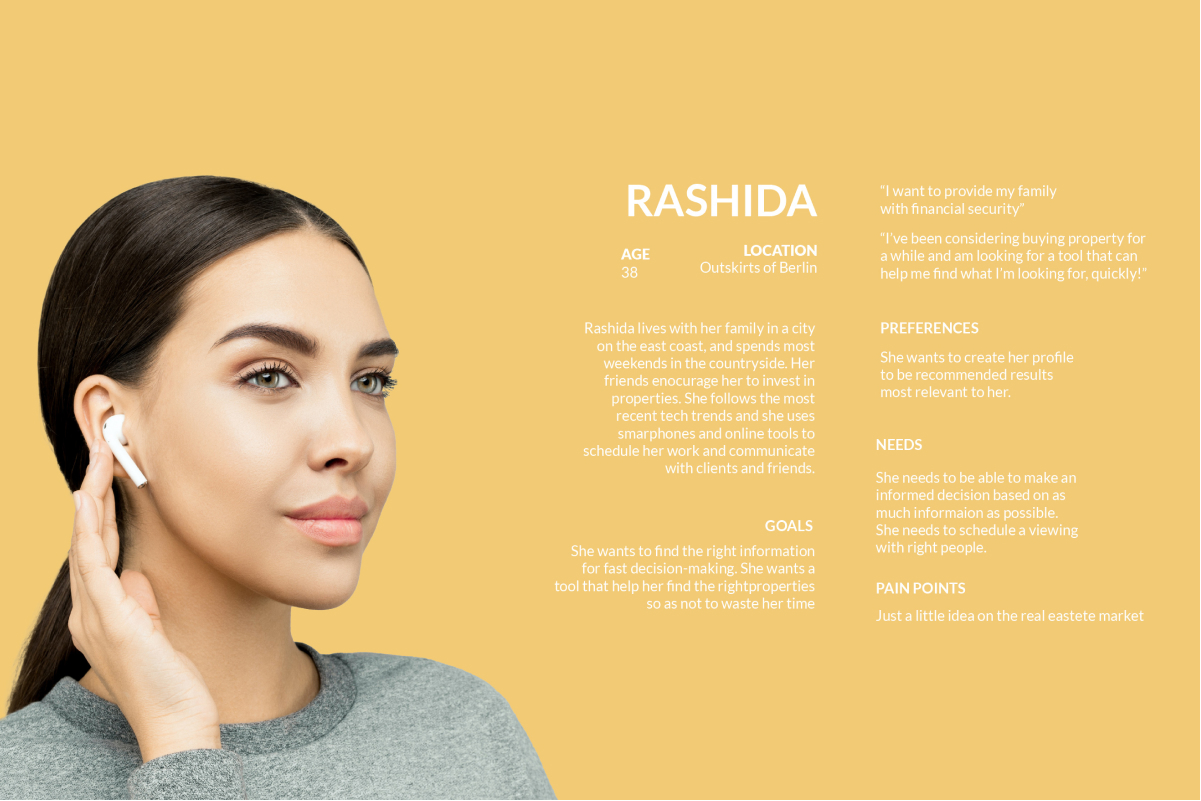 RASHIDA
AGE
38
LOCATION
Outskirts of Berlin
Rashida lives with her family in a city
on the east coast, and spends most
weekends in the countryside. Her
friends enocurage her to invest in
properties. She follows the most
recent tech trends and she uses
smarphones and online tools to
schedule her work and communicate
with clients and friends.
GOALS
She wants to find the right information
for fast decision-making. She wants a
tool that help her find the rightproperties
so as not to waste her time
“I want to provide my family
with financial security”
“I’ve been considering buying property for
a while and am looking for a tool that can
help me find what I’m looking for, quickly!”
PREFERENCES
She wants to create her profile
to be recommended results
most relevant to her.
NEEDS
She needs to be able to make an
informed decision based on as
much informaion as possible.
She needs to schedule a viewing
with right people.
PAIN POINTS
Just a little idea on the real eastete market